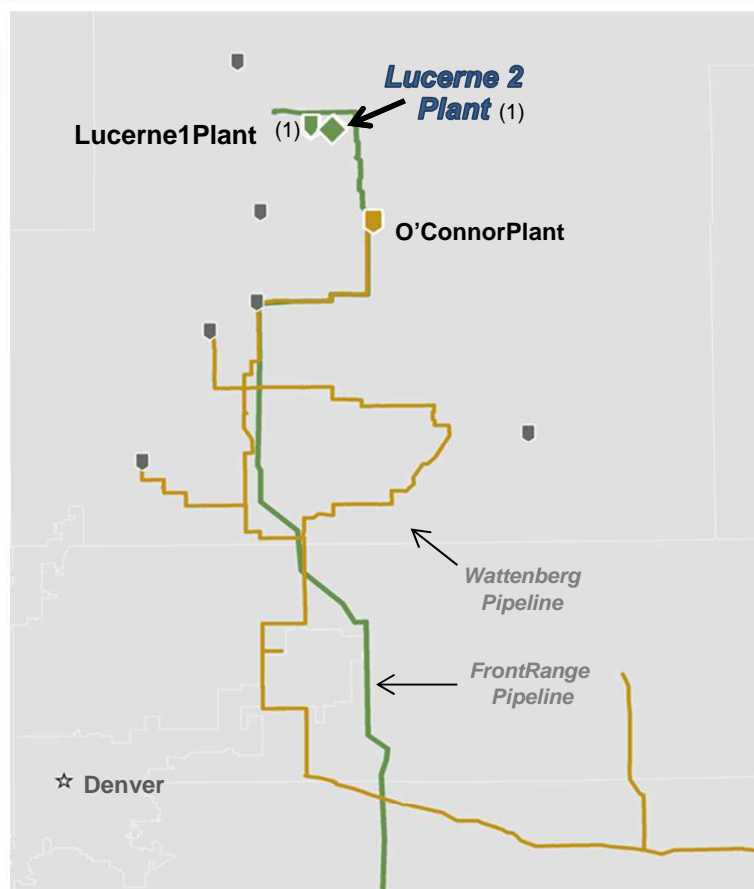 Lucerne 2
Plant (1)
Lucerne1Plant (1)
O'ConnorPlant
Wattenberg
Pipeline
FrontRange
Pipeline
Denver